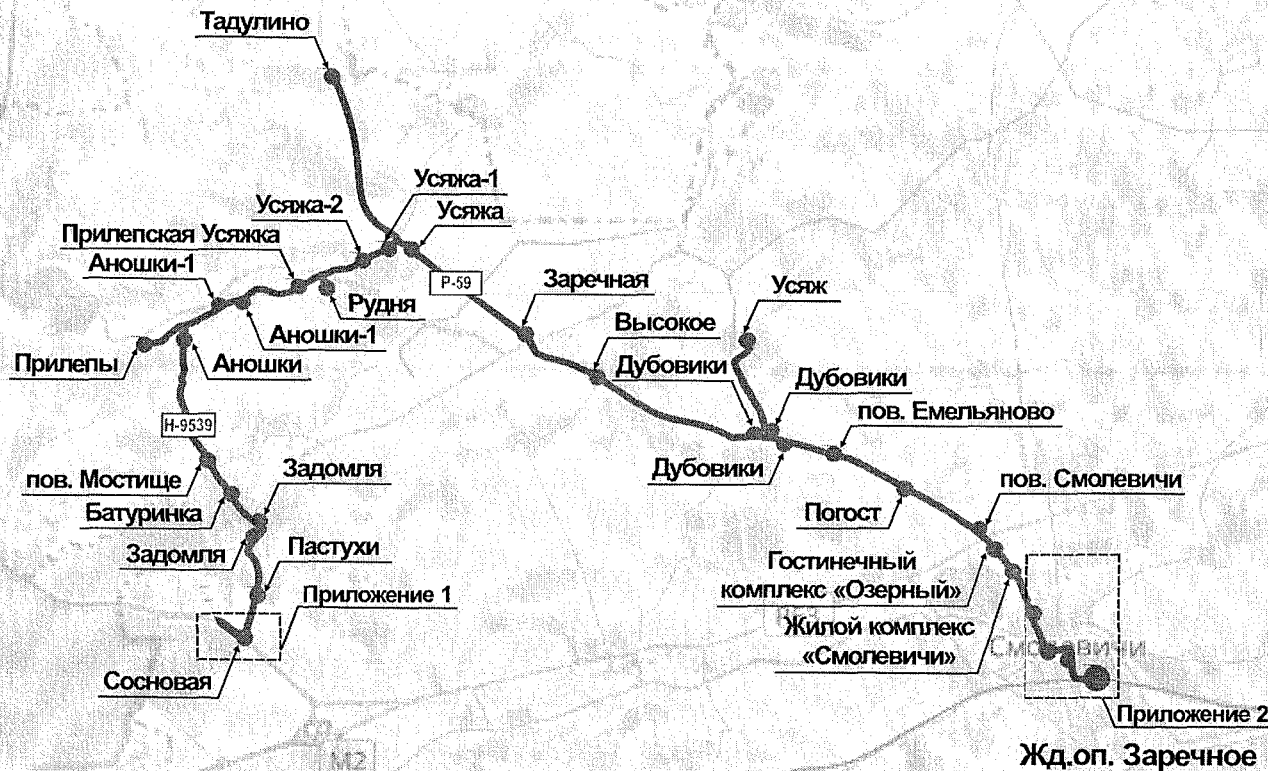 Тадулино
Усяжа-1
Усяжа-2
Усяжа
Прилепская Усяжка
Аношки-1
Р-59
Заречная
Усяж
Рудня
Высокое
Аношки-1
Прилепы
Аношки
Дубовики
Дубовики
пов. Емельяново
Н-9539
Дубовики
пов. Мостище
Задомля
пов. Смолевичи
Батуринка
Погост
Задомля
Пастухи
Гостинечный
комплекс «Озерный»
Приложение 1
Жилой комплекс
«Смолевичи»
Смолевичи
Сосновая
Приложение 2
Жд.оп. Заречное